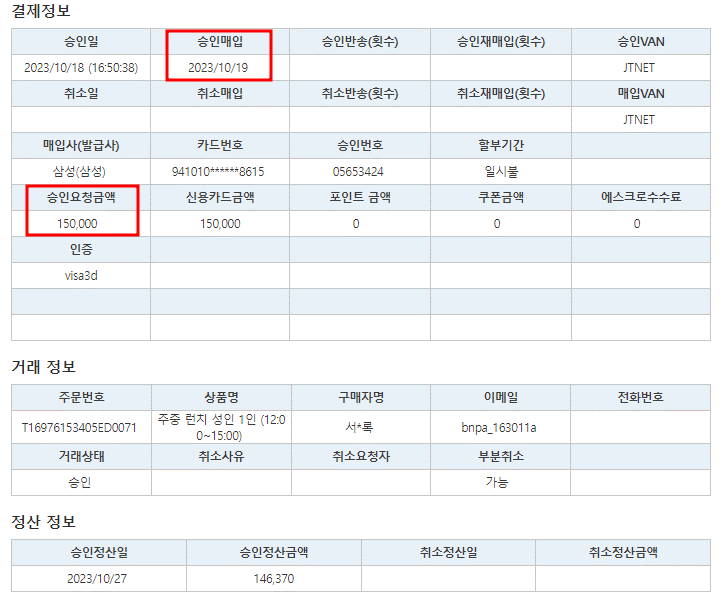 결제정보
승인일 승인매입 승인반송(횟수) 승인재매입(횟수) 승인VAN
2023/10/18 (16:50:38) 2023/10/19 JTNET
취소일 취소매입 취소반송(횟수) 취소재매입(횟수) 매입VAN
JTNET
매입사(발급사) 카드번호 승인번호 할부기간
삼성(삼성) 941010******8615 05653424 일시불
승인요청금액 신용카드금액 포인트 금액 쿠폰금액 에스크로수수료
150,000 150,000 0 0 0
인증
visa3d
거래 정보
주문번호 상품명 구매자명 이메일 전화번호
T16976153405ED0071 주중 런치 성인 1인 (12:0 서*록 bnpa_163011a
0~15:00)
거래상태 취소사유 취소요청자 부분취소
승인 가능
정산 정보
승인정산일 승인정산금액 취소정산일 취소정산금액
2023/10/27 146,370